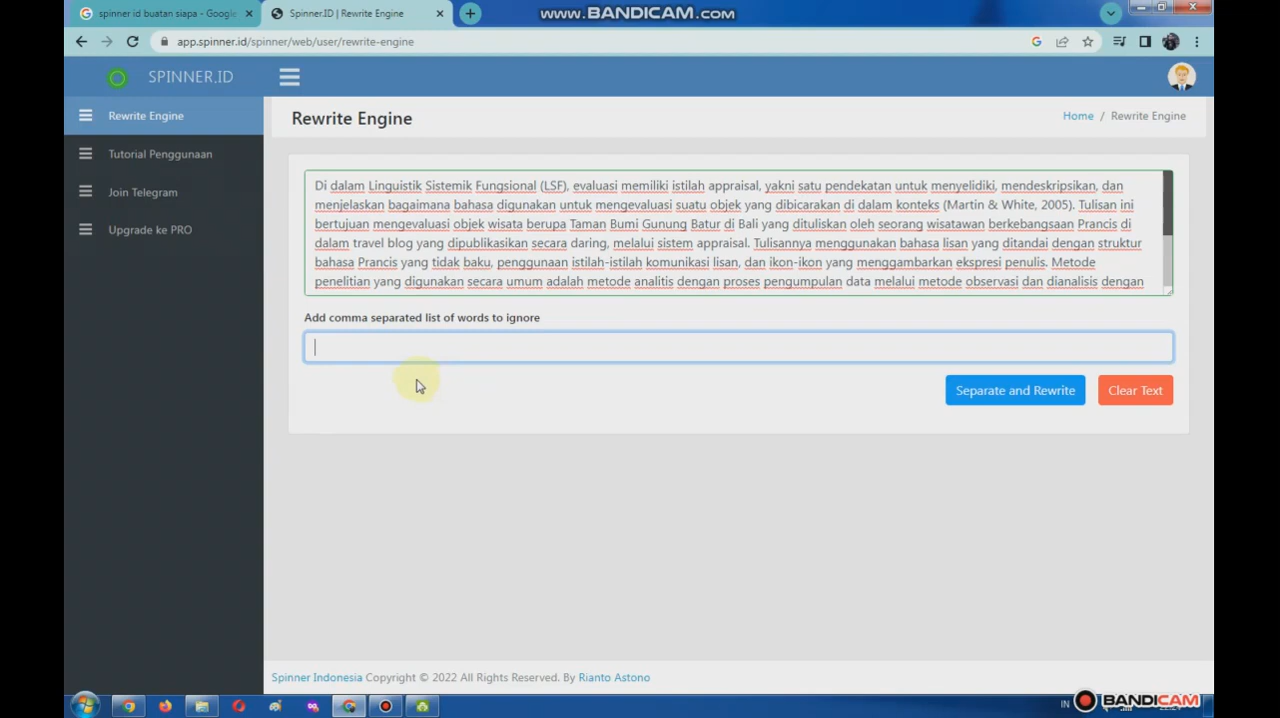 spinner id buatan siapa - Google
Spinner.ID | Rewrite Engine
www.BANDICAM.com
app.spinner.id/spinner/web/user/rewrite-engine
SPINNER.ID
Rewrite Engine
Tutorial Penggunaan
Join Telegram
Upgrade ke PRO
Rewrite Engine
Home / Rewrite Engine
Di dalam Linguistik Sistemik Fungsional (LSF), evaluasi memiliki istilah appraisal, yakni satu pendekatan untuk menyelidiki, mendeskripsikan, dan
menjelaskan bagaimana bahasa digunakan untuk mengevaluasi suatu objek yang dibicarakan di dalam konteks (Martin & White, 2005). Tulisan ini
bertujuan mengevaluasi objek wisata berupa Taman Bumi Gunung Batur di Bali yang dituliskan oleh seorang wisatawan berkebangsaan Prancis di
dalam travel blog yang dipublikasikan secara daring, melalui sistem appraisal. Tulisannya menggunakan bahasa lisan yang ditandai dengan struktur
bahasa Prancis yang tidak baku, penggunaan istilah-istilah komunikasi lisan, dan ikon-ikon yang menggambarkan ekspresi penulis. Metode
penelitian yang digunakan secara umum adalah metode analitis dengan proses pengumpulan data melalui metode observasi dan dianalisis dengan
Add comma separated list of words to ignore
Separate and Rewrite
Clear Text
Spinner Indonesia Copyright © 2022 All Rights Reserved. By Rianto Astono
IN
BANDICAM